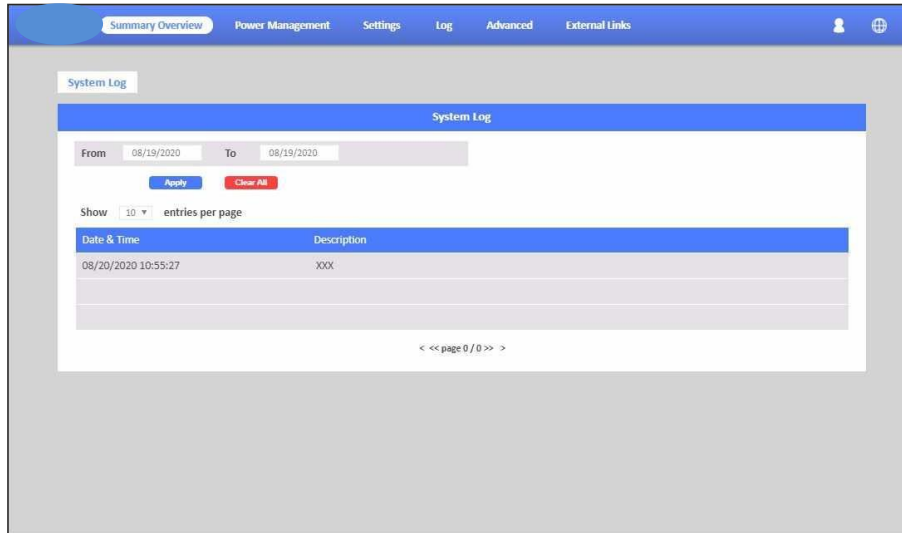 Summary Overview Power Management Settings Log Advanced External Links
System Log
System Log
From 08/19/2020 To 08/19/2020
Apply Clear All
Show 10 entries per page
Date & Time Description
08/20/2020 10:55:27 XXX
< << page 0 / 0 >> >